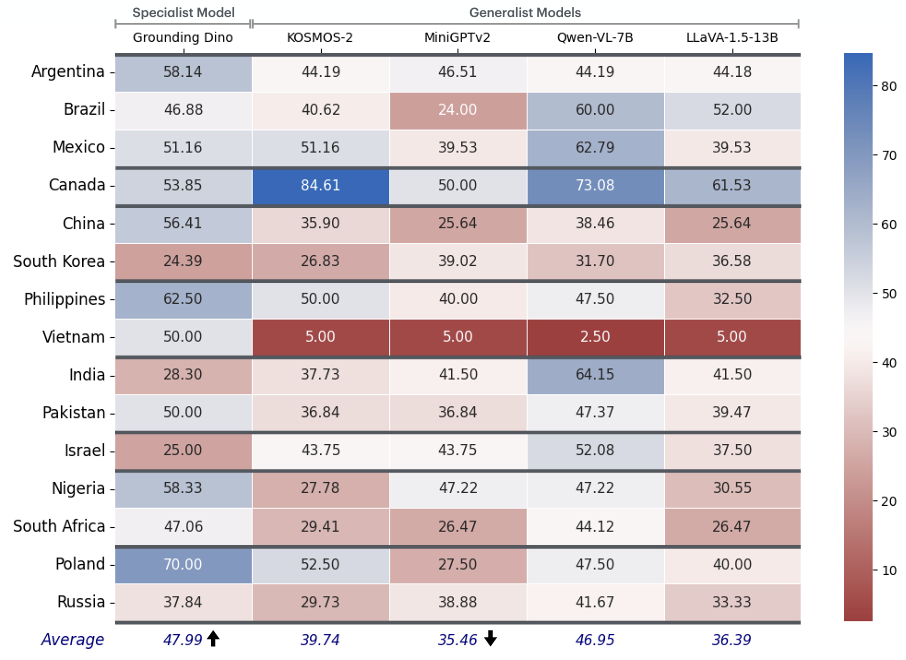 Specialist Model Generalist Models
Grounding Dino KOSMOS-2 MiniGPTv2 Qwen-VL-7B LLaVA-1.5-13B
Argentina 58.14 44.19 46.51 44.19 44.18
Brazil 46.88 40.62 24.00 60.00 52.00
Mexico 51.16 51.16 39.53 62.79 39.53
Canada 53.85 84.61 50.00 73.08 61.53
China 56.41 35.90 25.64 38.46 25.64
South Korea 24.39 26.83 39.02 31.70 36.58
Philippines 62.50 50.00 40.00 47.50 32.50
Vietnam 50.00 5.00 5.00 2.50 5.00
India 28.30 37.73 41.50 64.15 41.50
Pakistan 50.00 36.84 36.84 47.37 39.47
Israel 25.00 43.75 43.75 52.08 37.50
Nigeria 58.33 27.78 47.22 47.22 30.55
South Africa 47.06 29.41 26.47 44.12 26.47
Poland 70.00 52.50 27.50 47.50 40.00
Russia 37.84 29.73 38.88 41.67 33.33
Average 47.99 39.74 35.46 46.95 36.39
80
70
60
50
40
30
20
10